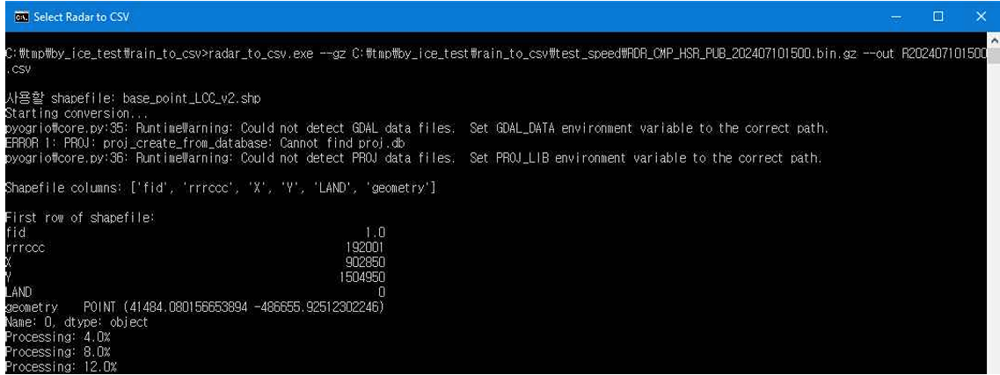 Select Radar to CSV
C:₩tmp₩by_ice_test₩rain_to_csv>radar_to_csv.exe --gz C:₩tmp₩by_ice_test₩rain_to_csv₩test_speed₩RDR_CMP_HSR_PUB_202407101500.bin.gz --out R202407101500
.csv
사용할 shapefile: base_point_LCC_v2.shp
Starting conversion...
pyogrio₩core.py:35: RuntimeWarning: Could not detect GDAL data files.  Set GDAL_DATA environment variable to the correct path.
ERROR 1: PROJ: proj_create_from_database: Cannot find proj.db
pyogrio₩core.py:36: RuntimeWarning: Could not detect PROJ data files.  Set PROJ_LIB environment variable to the correct path.
Shapefile columns: ['fid', 'rrrccc', 'X', 'Y', 'LAND', 'geometry']
First row of shapefile:
fid                                              1.0
rrrccc                                        192001
X                                             902850
Y                                            1504950
LAND                                               0
geometry    POINT (41484.080156653894 -486655.92512302246)
Name: 0, dtype: object
Processing: 4.0%
Processing: 8.0%
Processing: 12.0%